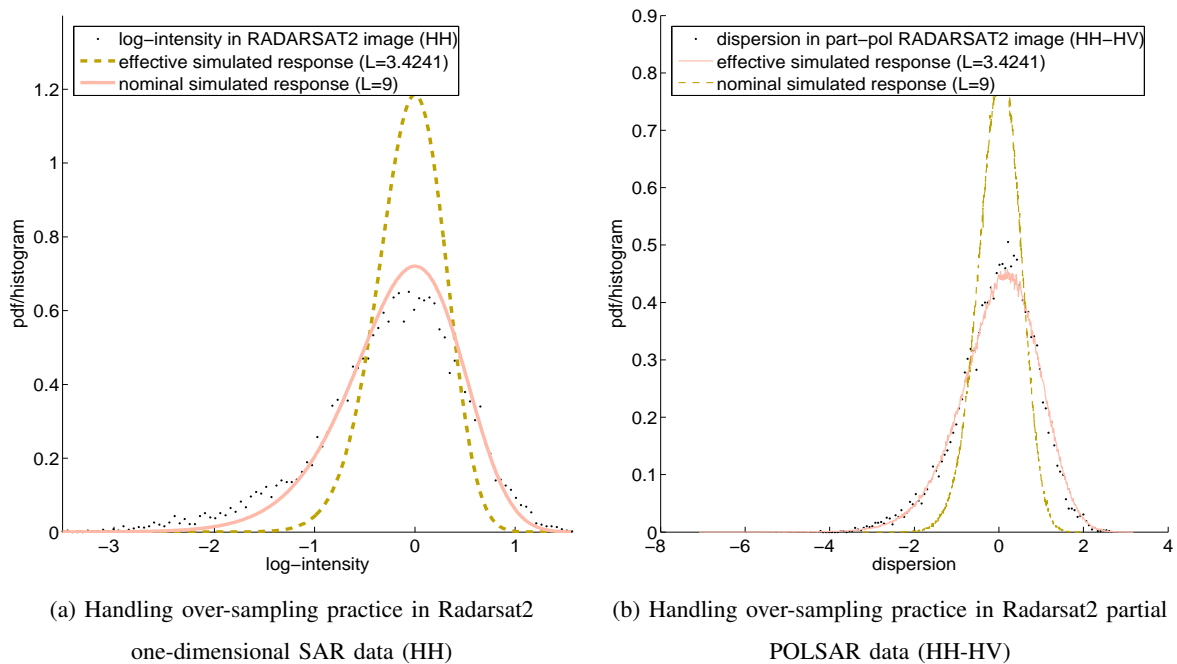 log−intensity in RADARSAT2 image (HH)
effective simulated response (L=3.4241)
nominal simulated response (L=9)
1.2
1
0.8
0.6
0.4
0.2
0
pdf/histogram
−3 −2 −1 0 1
log−intensity
(a) Handling over-sampling practice in Radarsat2
one-dimensional SAR data (HH)
dispersion in part−pol RADARSAT2 image (HH−HV)
effective simulated response (L=3.4241)
nominal simulated response (L=9)
0.9
0.8
0.7
0.6
0.5
0.4
0.3
0.2
0.1
0
pdf/histogram
−8 −6 −4 −2 0 2 4
dispersion
(b) Handling over-sampling practice in Radarsat2 partial
POLSAR data (HH-HV)